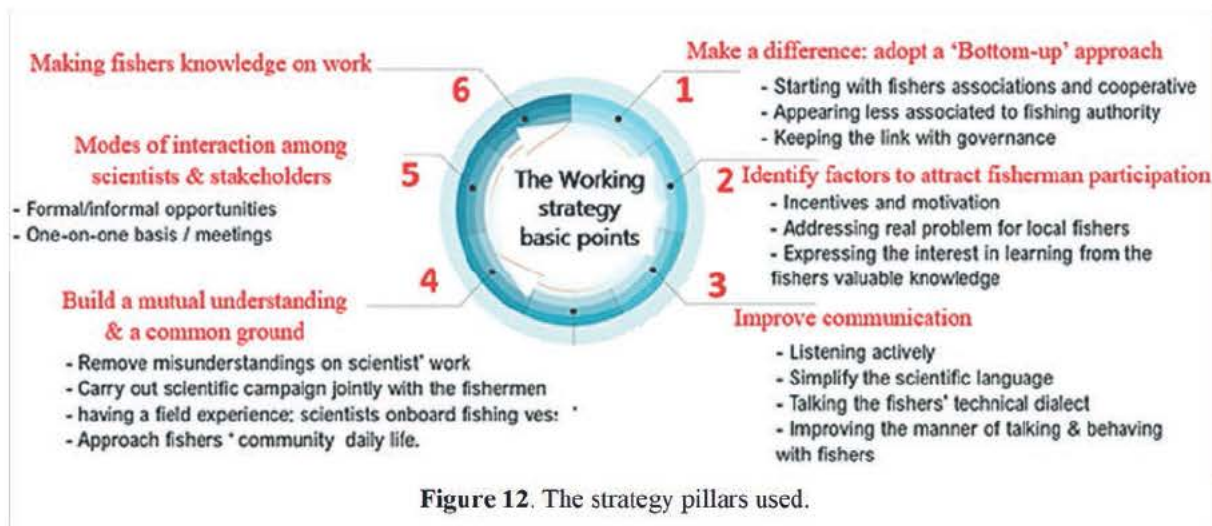 Make a difference: adopt a ‘Bottom-up’ approach
1
- Starting with fishers associations and cooperative
- Appearing less associated to fishing authority
- Keeping the link with governance
2
Identify factors to attract fisherman participation
- Incentives and motivation
- Addressing real problem for local fishers
- Expressing the interest in learning from the
fishers valuable knowledge
3
Improve communication
- Listening actively
- Simplify the scientific language
- Talking the fishers' technical dialect
- Improving the manner of talking & behaving
with fishers
4
Build a mutual understanding
& a common ground
- Remove misunderstandings on scientist' work
- Carry out scientific campaign jointly with the fishermen
- having a field experience: scientists onboard fishing
- Approach fishers ' community daily life.
5
Modes of interaction among
scientists & stakeholders
- Formal/informal opportunities
- One-on-one basis / meetings
6
Making fishers knowledge on work
The Working
strategy
basic points
Figure 12. The strategy pillars used.